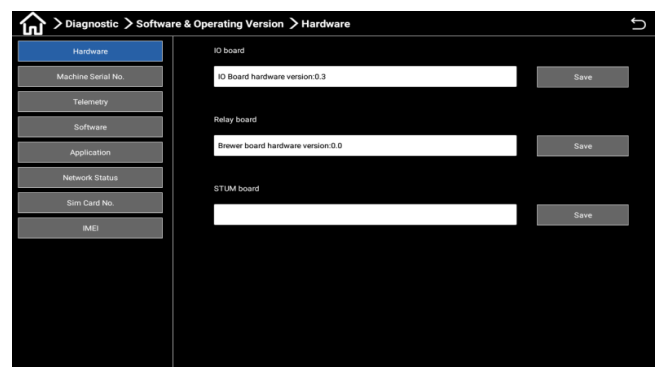 > Diagnostic > Software & Operating Version > Hardware
Hardware
Machine Serial No.
Telemetry
Software
Application
Network Status
Sim Card No.
IMEI
IO board
IO Board hardware version:0.3
Save
Relay board
Brewer board hardware version:0.0
Save
STUM board
Save